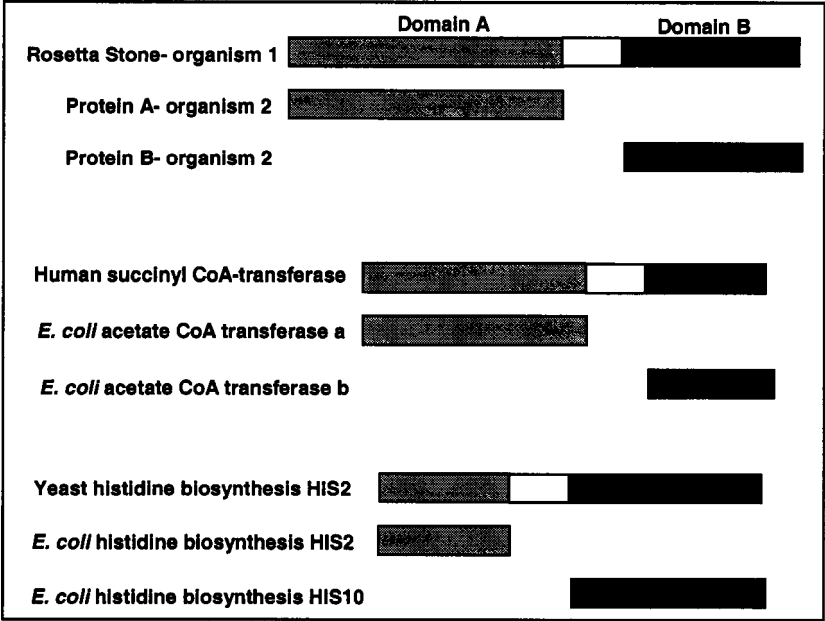 Domain A
Domain B
Rosetta Stone- organism 1
Protein A- organism 2
Protein B- organism 2
Human succinyl CoA-transferase
E. coli acetate CoA transferase a
E. coli acetate CoA transferase b
Yeast histidine biosynthesis HIS2
E. coli histidine biosynthesis HIS2
E. coli histidine biosynthesis HIS10